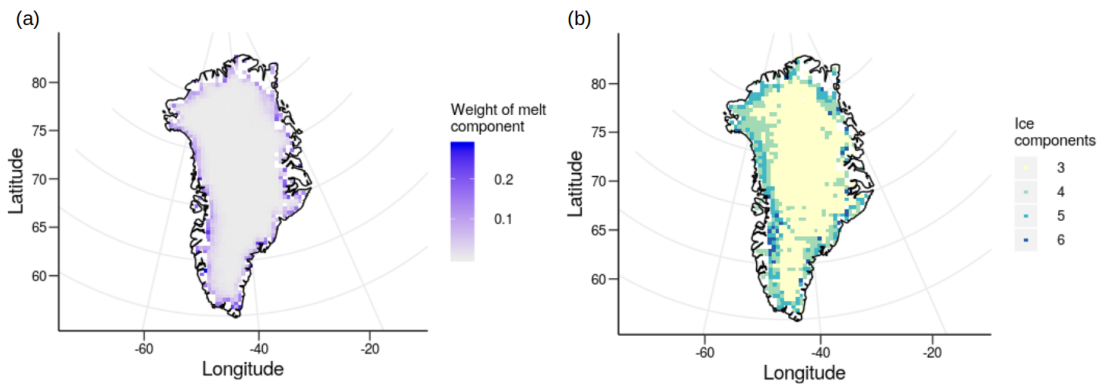 (a)
Latitude
80
75
70
65
60
-60
-40
-20
Longitude
Weight of melt
component
0.2
0.1
(b)
Latitude
80
75
70
65
60
-60
-40
-20
Longitude
Ice
components
3
4
5
6